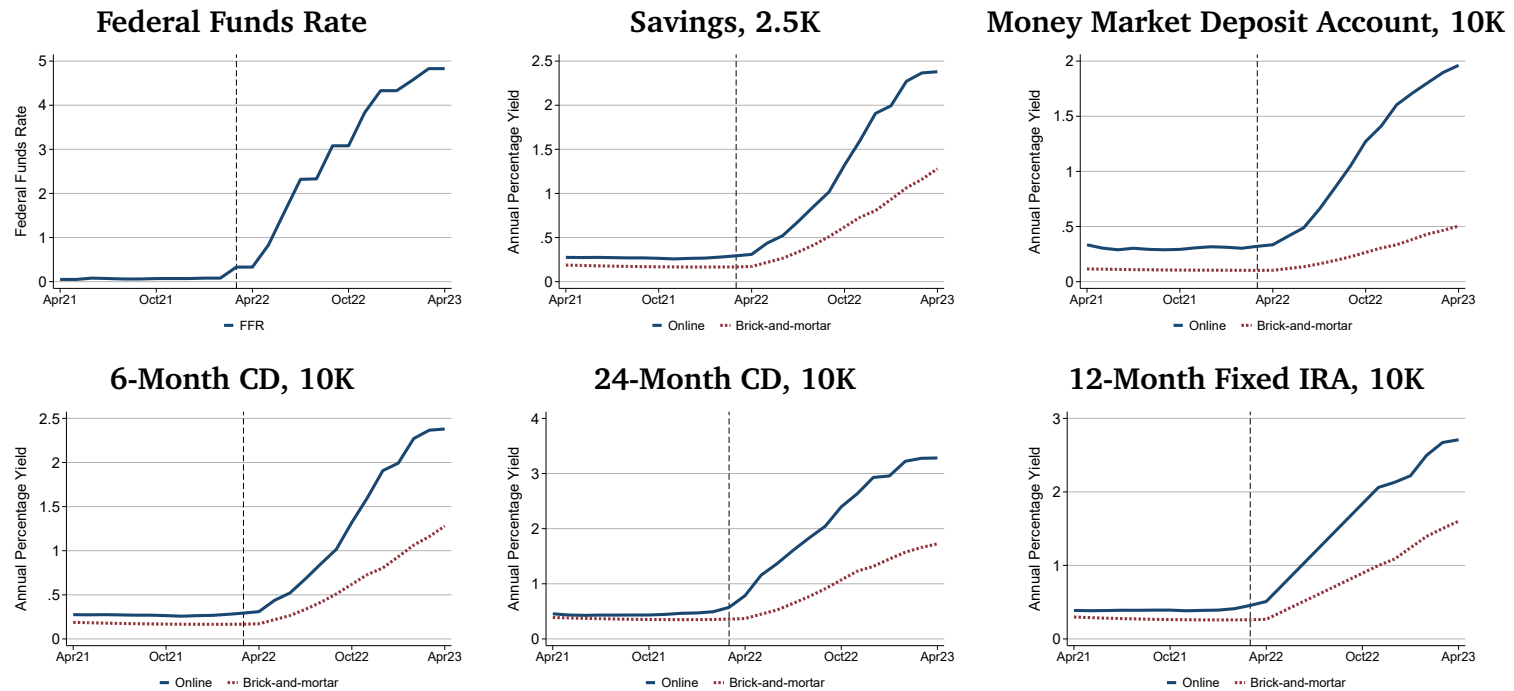 Federal Funds Rate
Federal Funds Rate
5
4
3
2
1
0
Apr21 Oct21 Apr22 Oct22 Apr23
FFR
Savings, 2.5K
Annual Percentage Yield
2.5
2
1.5
1
.5
0
Apr21 Oct21 Apr22 Oct22 Apr23
Online Brick-and-mortar
Money Market Deposit Account, 10K
Annual Percentage Yield
2
1.5
1
.5
0
Apr21 Oct21 Apr22 Oct22 Apr23
Online Brick-and-mortar
6-Month CD, 10K
Annual Percentage Yield
2.5
2
1.5
1
.5
0
Apr21 Oct21 Apr22 Oct22 Apr23
Online Brick-and-mortar
24-Month CD, 10K
Annual Percentage Yield
4
3
2
1
0
Apr21 Oct21 Apr22 Oct22 Apr23
Online Brick-and-mortar
12-Month Fixed IRA, 10K
Annual Percentage Yield
3
2
1
0
Apr21 Oct21 Apr22 Oct22 Apr23
Online Brick-and-mortar